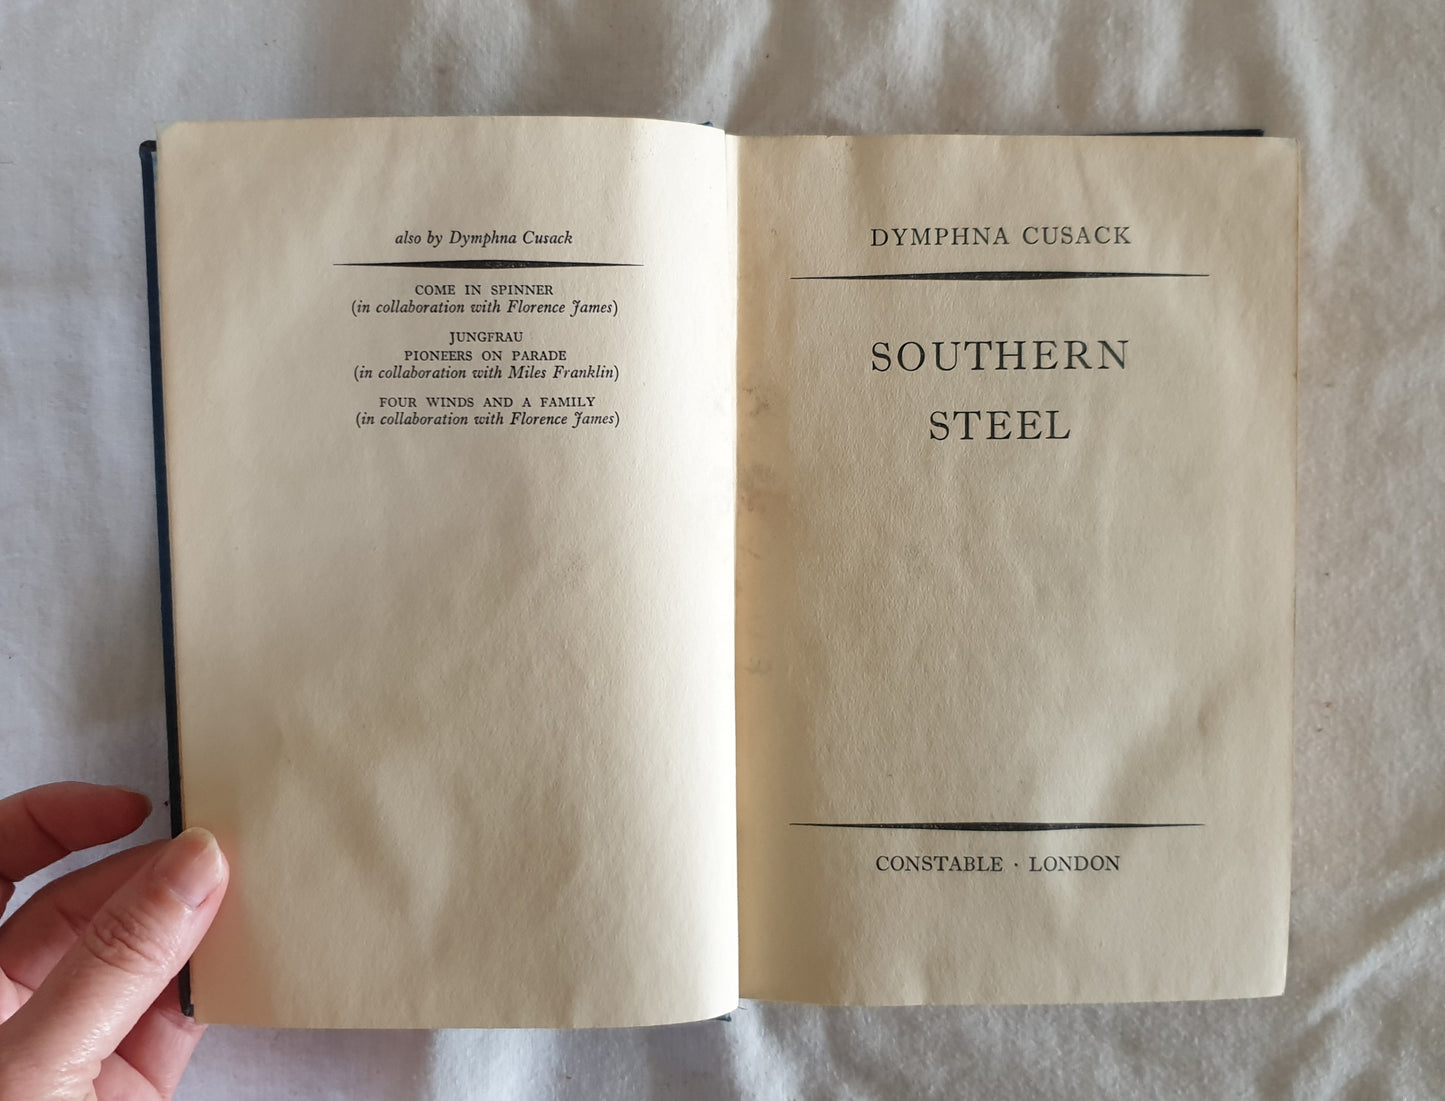 also by Dymphna Cusack
COME IN SPINNER
(in collaboration with Florence James)
JUNGFRAU
PIONEERS ON PARADE
(in collaboration with Miles Franklin)
FOUR WINDS AND A FAMILY
(in collaboration with Florence James)
DYMPHNA CUSACK
SOUTHERN
STEEL
CONSTABLE · LONDON